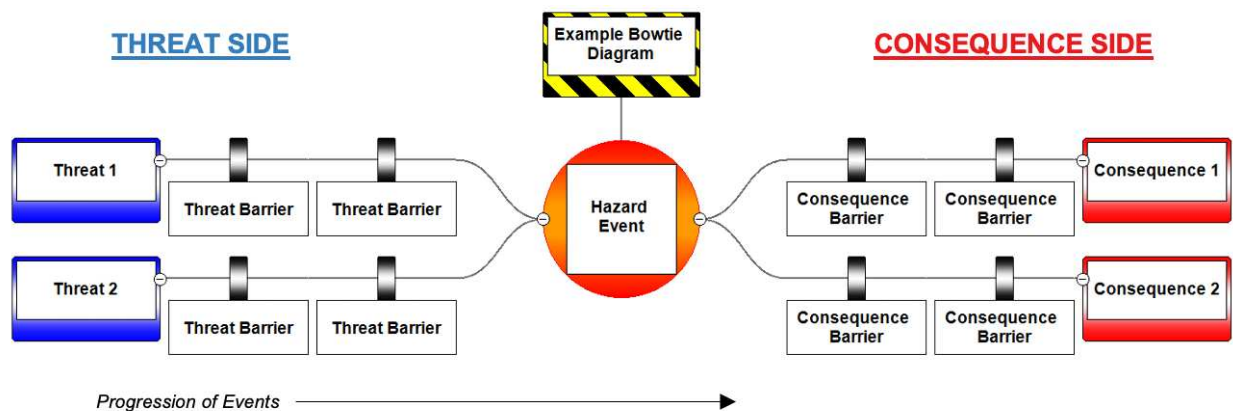 THREAT SIDE
Example Bowtie
Diagram
CONSEQUENCE SIDE
Threat 1
Threat Barrier
Threat Barrier
Hazard
Event
Consequence
Barrier
Consequence
Barrier
Consequence 1
Threat 2
Threat Barrier
Threat Barrier
Consequence
Barrier
Consequence
Barrier
Consequence 2
Progression of Events